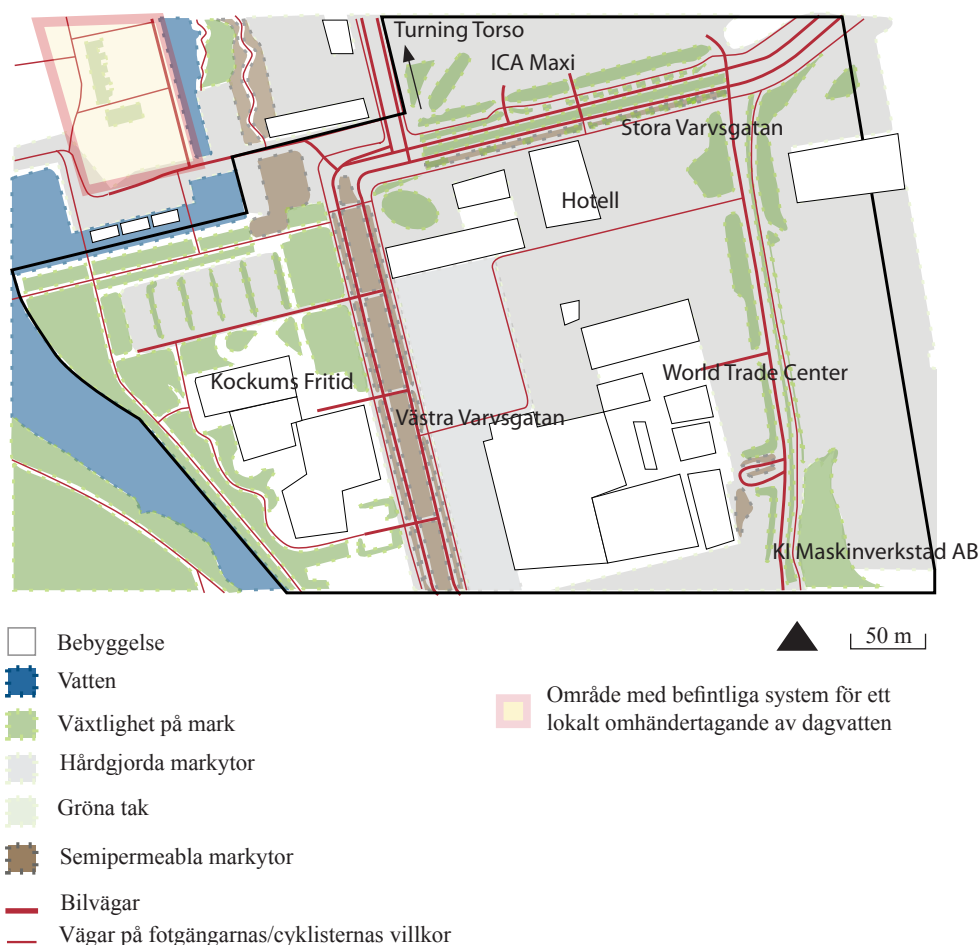 Turning Torso
ICA Maxi
Stora Varvsgatan
Hotell
World Trade Center
Kockums Fritid
Västra Varvsgatan
KI Maskinverkstad AB
50 m
Bebyggelse
Vatten
Växtlighet på mark
Hårdgjorda markytor
Gröna tak
Semipermeabla markytor
Bilvägar
Vägar på fotgängarnas/cyklisternas villkor
Område med befintliga system för ett
lokalt omhändertagande av dagvatten